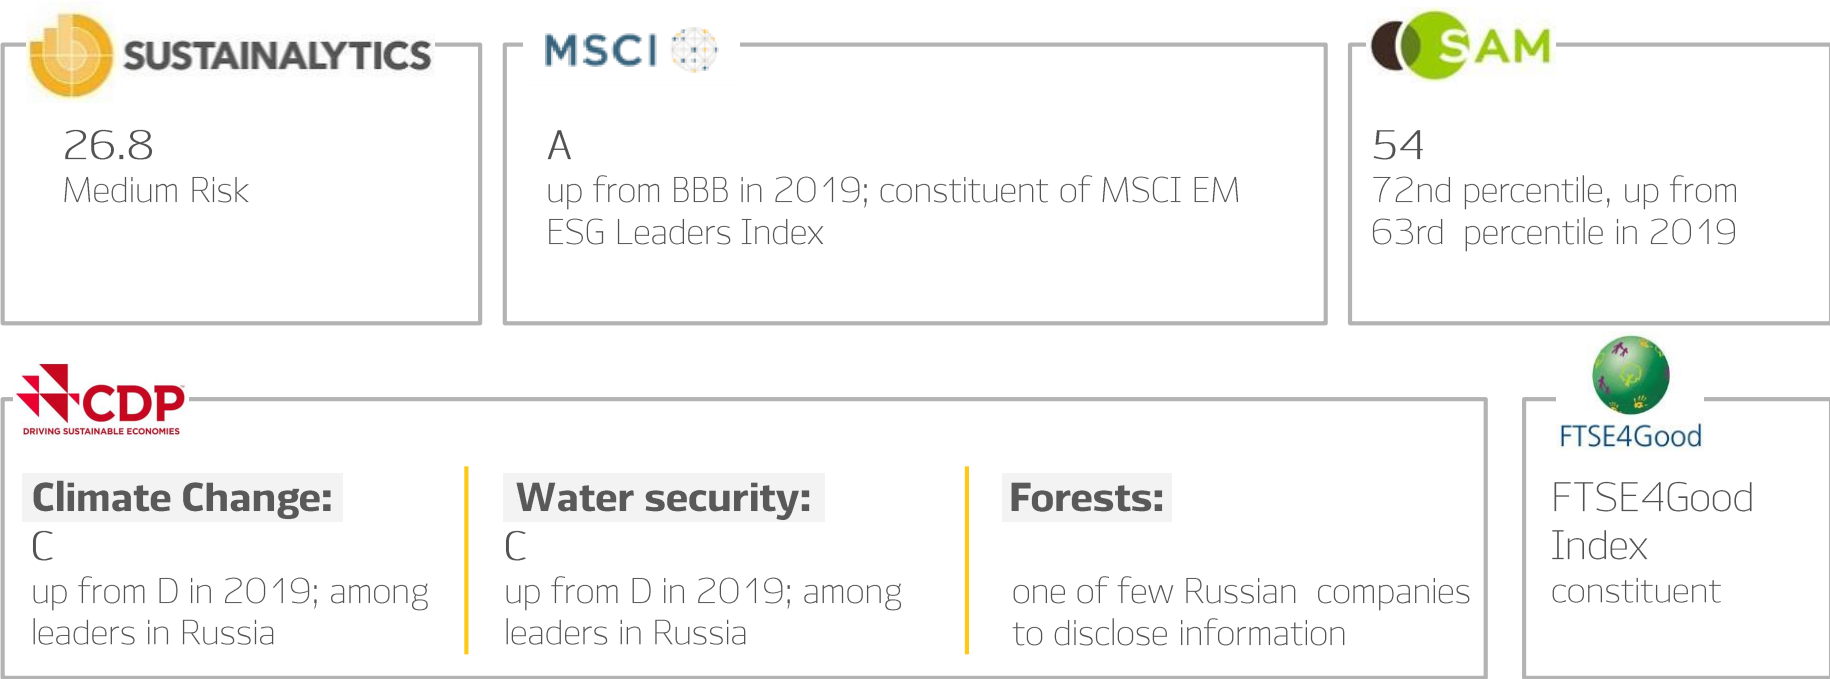 SUSTAINALYTICS
26.8
Medium Risk
MSCI
A
up from BBB in 2019; constituent of MSCI EM
ESG Leaders Index
SAM
54
72nd percentile, up from
63rd percentile in 2019
CDP
DRIVING SUSTAINABLE ECONOMIES
Climate Change:
C
up from D in 2019; among
leaders in Russia
Water security:
C
up from D in 2019; among
leaders in Russia
Forests:
one of few Russian companies
to disclose information
FTSE4Good
FTSE4Good
Index
constituent